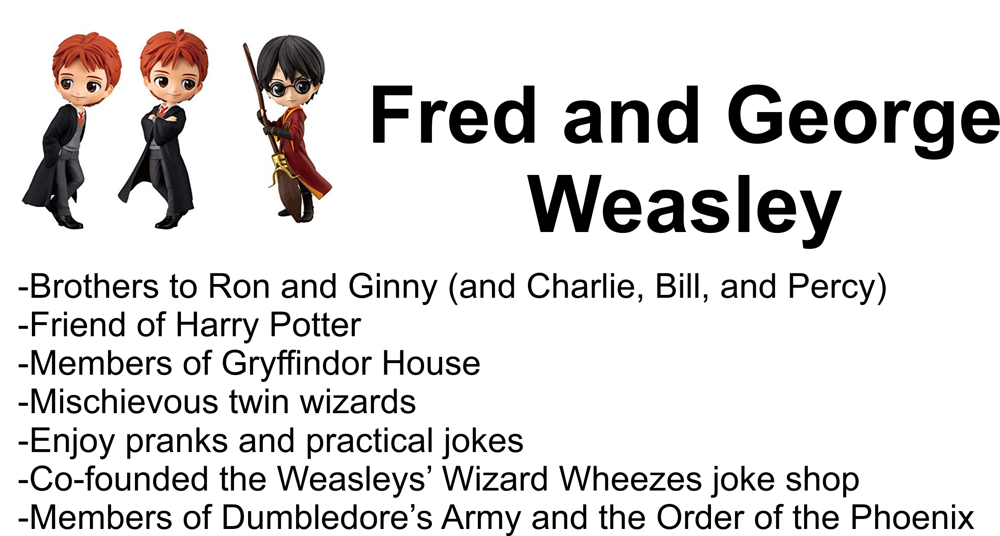 Fred and George
Weasley
-Brothers to Ron and Ginny (and Charlie, Bill, and Percy)
-Friend of Harry Potter
-Members of Gryffindor House
-Mischievous twin wizards
-Enjoy pranks and practical jokes
-Co-founded the Weasleys’ Wizard Wheezes joke shop
-Members of Dumbledore’s Army and the Order of the Phoenix